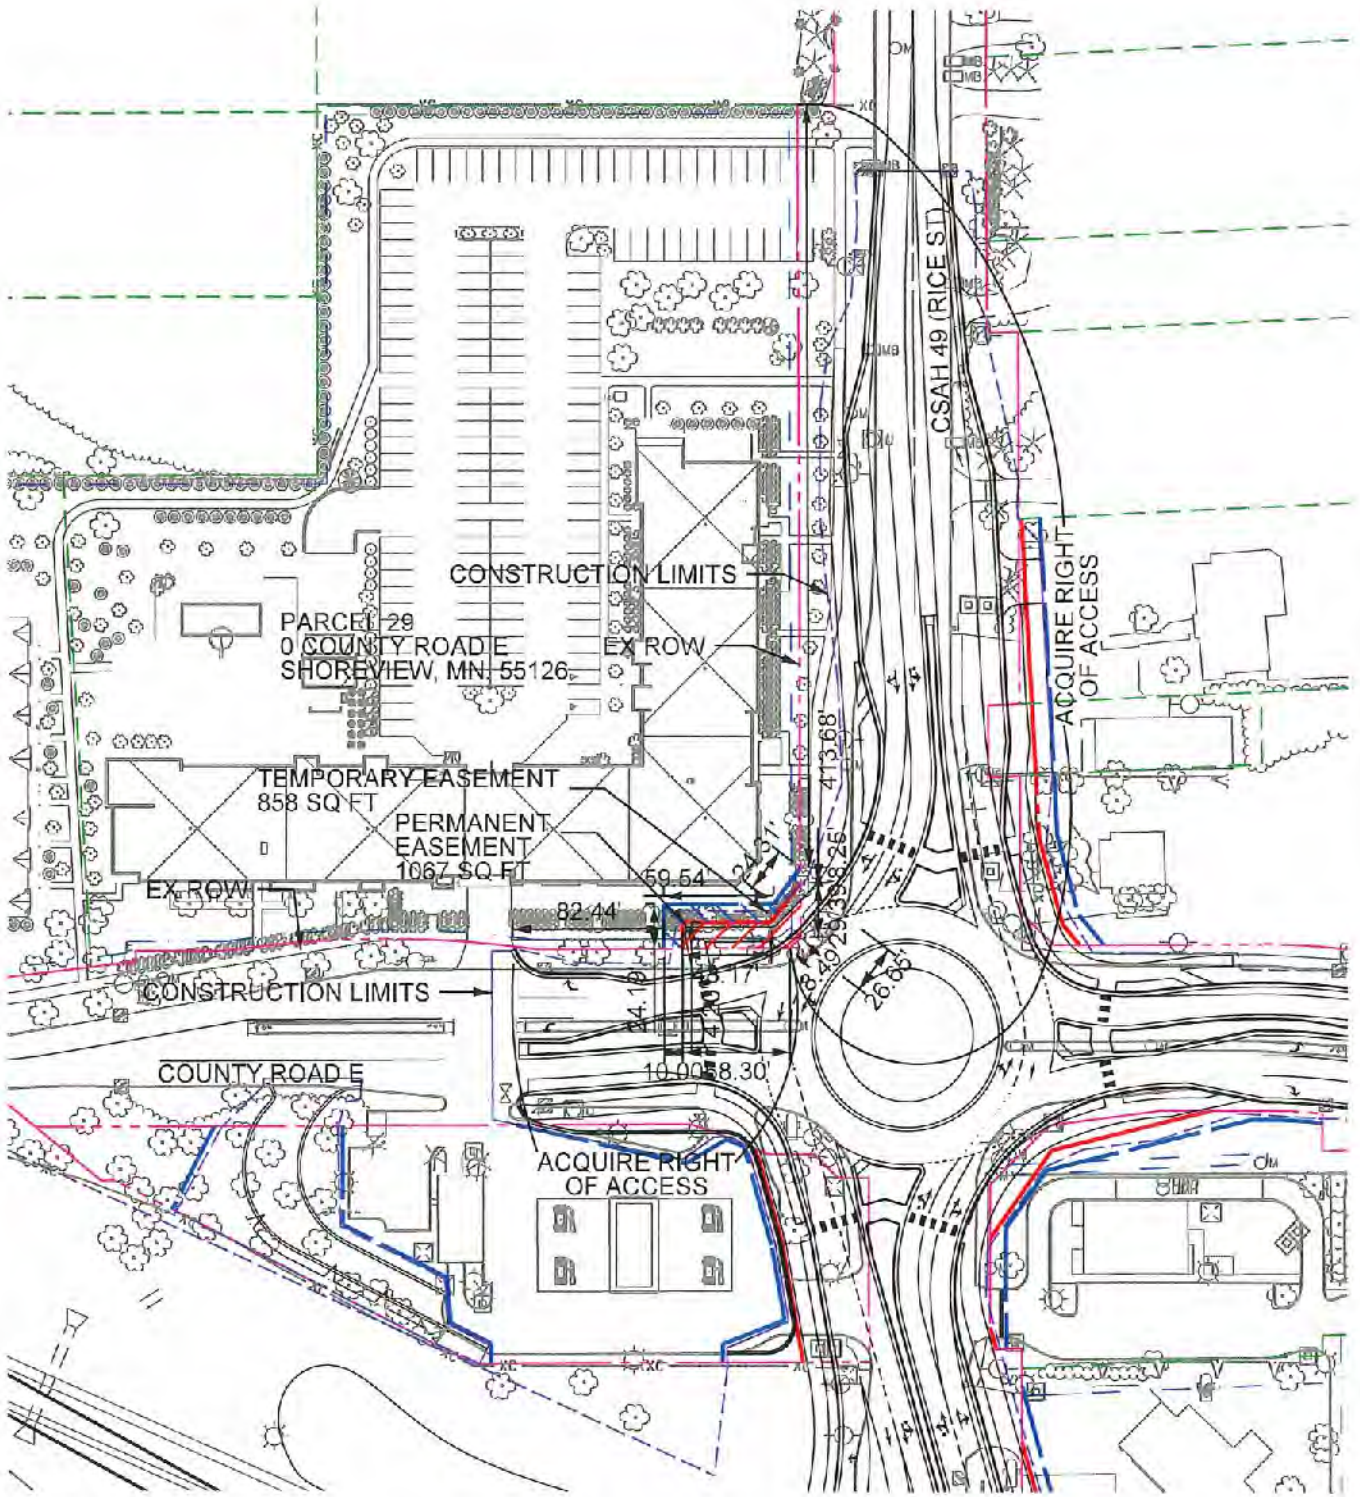 CSAH 49 (RICE ST)
CONSTRUCTION LIMITS
ACQUIRE RIGHT
OF ACCESS
PARCEL 29
0 COUNTY ROAD E
SHOREVIEW, MN. 55126
EX ROW
413.68'
TEMPORARY EASEMENT
858 SQ FT
PERMANENT
EASEMENT
1067 SQ FT
59.54'
EX ROW
82.44'
26.65'
CONSTRUCTION LIMITS
24.19
COUNTY ROAD E
10.00
58.30'
ACQUIRE RIGHT
OF ACCESS